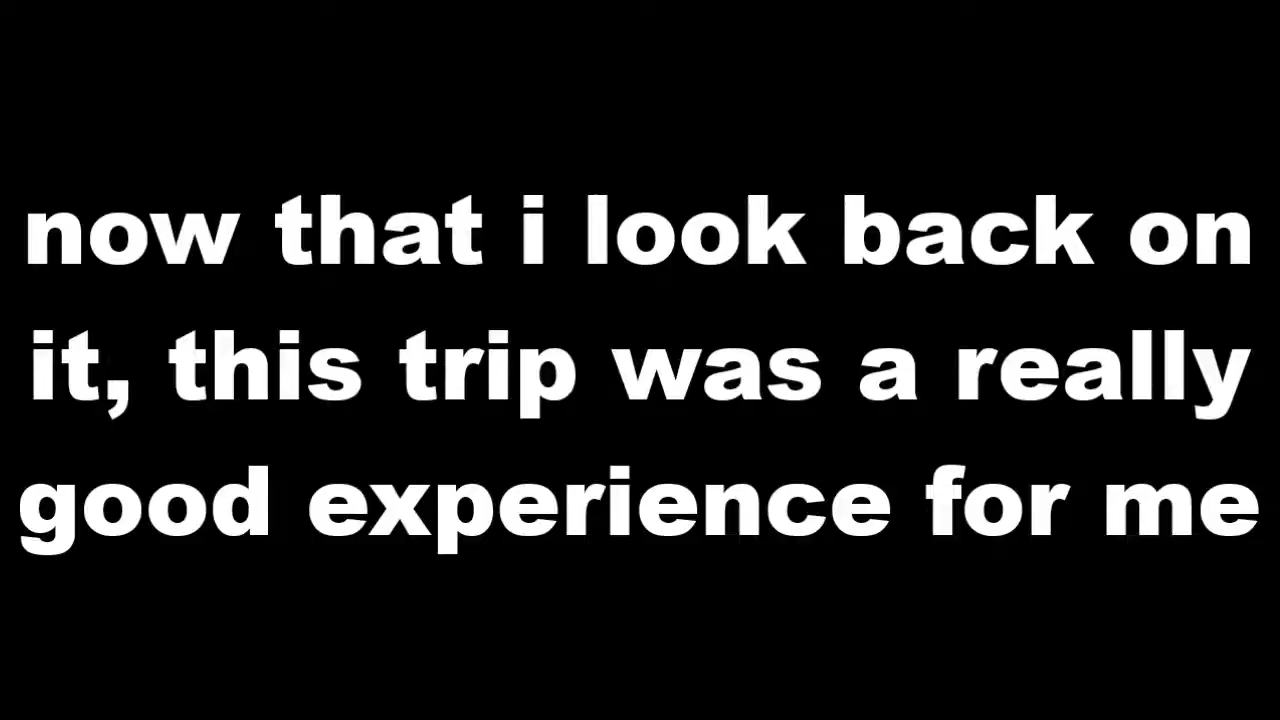 now that i look back on
it, this trip was a really
good experience for me